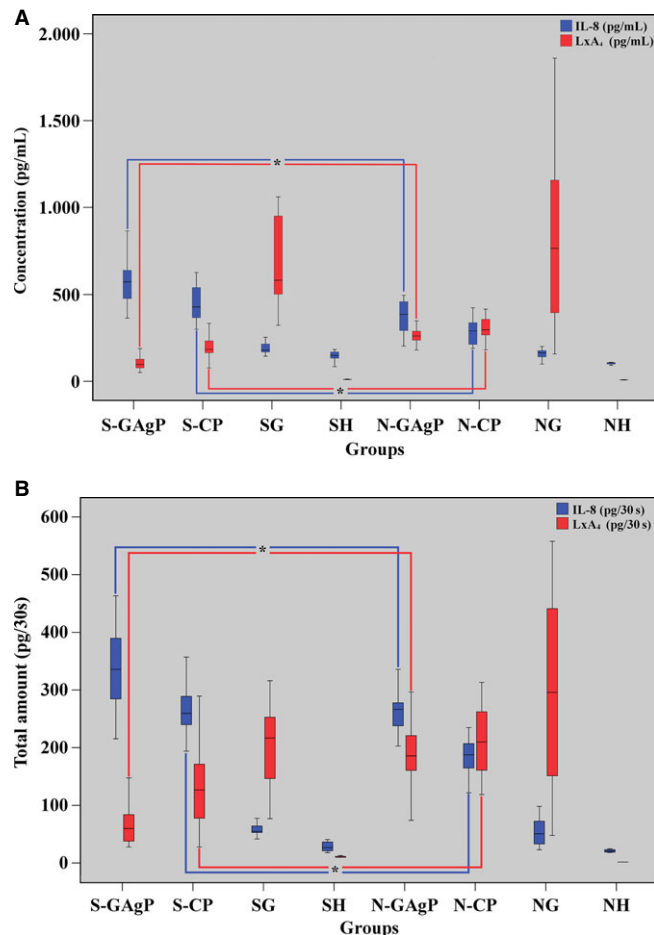 A
IL-8 (pg/mL)
LxA₄ (pg/mL)
Concentration (pg/mL)
2.000
1.500
1.000
500
0
*
*
S-GAgP S-CP SG SH N-GAgP N-CP NG NH
Groups
B
IL-8 (pg/30 s)
LxA₄ (pg/30 s)
Total amount (pg/30s)
600
500
400
300
200
100
0
*
*
S-GAgP S-CP SG SH N-GAgP N-CP NG NH
Groups